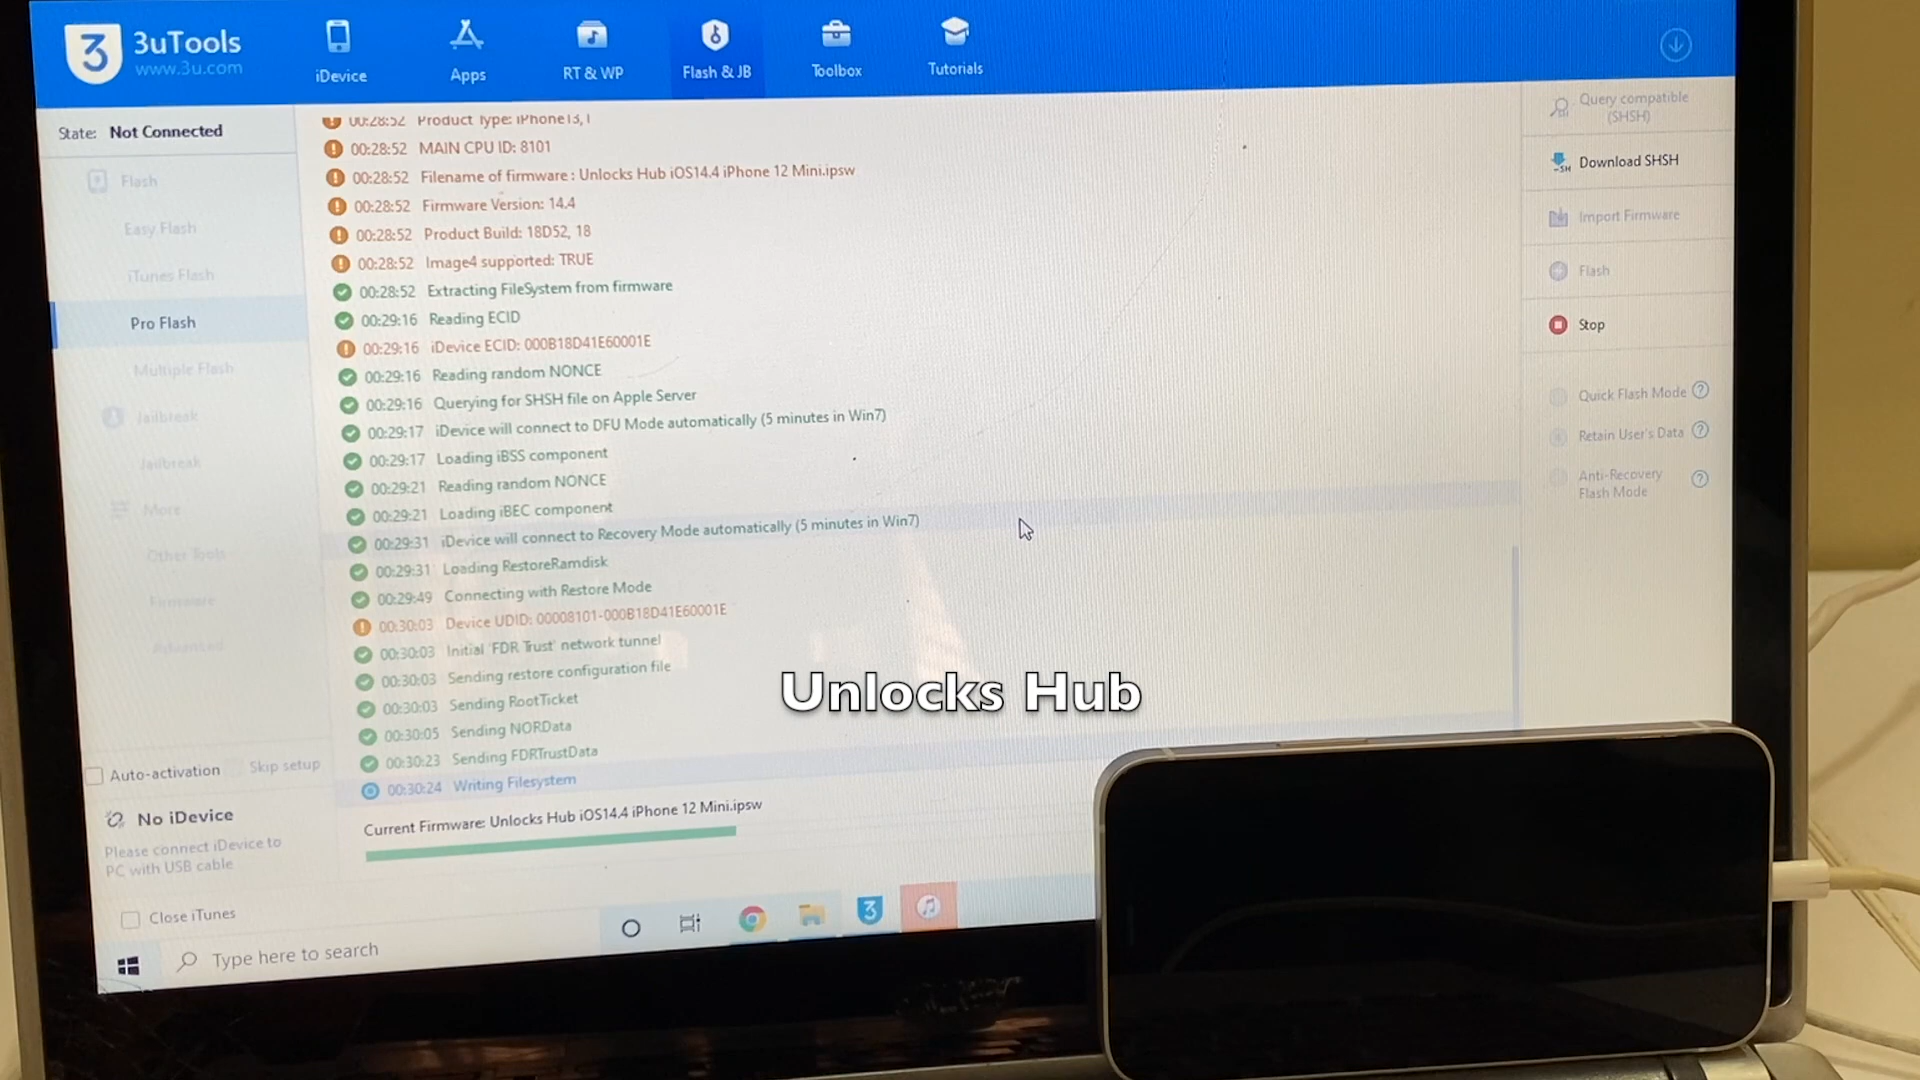 3uTools
www.3u.com
iDevice
Apps
RT & WP
Flash & JB
Toolbox
Tutorials
State: Not Connected
Flash
Easy Flash
iTunes Flash
Pro Flash
Multiple Flash
Jailbreak
Jailbreak
More
Other Tools
Firmware
Advanced
Auto-activation
Skip setup
No iDevice
Please connect iDevice to
PC with USB cable
Close iTunes
00:28:52 Product Type: iPhone13,1
00:28:52 MAIN CPU ID: 8101
00:28:52 Filename of firmware : Unlocks Hub iOS14.4 iPhone 12 Mini.ipsw
00:28:52 Firmware Version: 14.4
00:28:52 Product Build: 18D52, 18
00:28:52 Image4 supported: TRUE
00:28:52 Extracting FileSystem from firmware
00:29:16 Reading ECID
00:29:16 iDevice ECID: 000B18D41E60001E
00:29:16 Reading random NONCE
00:29:16 Querying for SHSH file on Apple Server
00:29:17 iDevice will connect to DFU Mode automatically (5 minutes in Win7)
00:29:17 Loading iBSS component
00:29:21 Reading random NONCE
00:29:21 Loading iBEC component
00:29:31 iDevice will connect to Recovery Mode automatically (5 minutes in Win7)
00:29:31 Loading RestoreRamdisk
00:29:49 Connecting with Restore Mode
00:30:03 Device UDID: 00008101-000B18D41E60001E
00:30:03 Initial 'FDR Trust' network tunnel
00:30:03 Sending restore configuration file
00:30:03 Sending RootTicket
00:30:05 Sending NORData
00:30:23 Sending FDRTrustData
00:30:24 Writing Filesystem
Current Firmware: Unlocks Hub iOS14.4 iPhone 12 Mini.ipsw
Query compatible
(SHSH)
Download SHSH
Import Firmware
Flash
Stop
Quick Flash Mode
Retain User's Data
Anti-Recovery
Flash Mode
Unlocks Hub
Type here to search